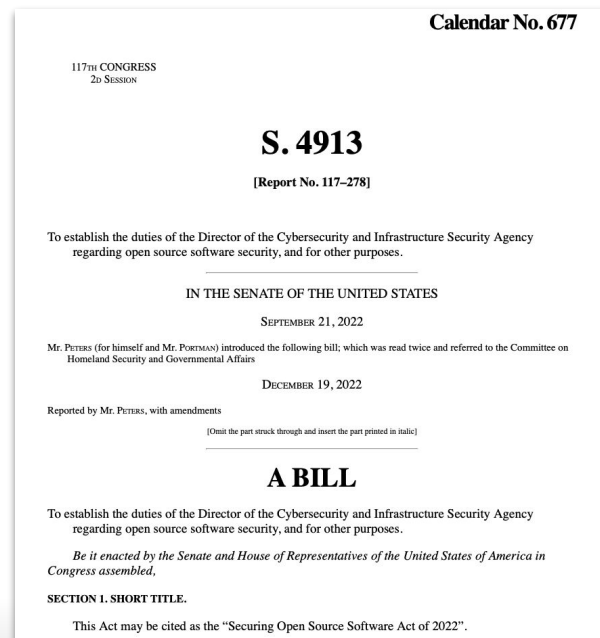 Calendar No. 677
117TH CONGRESS
2D SESSION
S. 4913
[Report No. 117–278]
To establish the duties of the Director of the Cybersecurity and Infrastructure Security Agency
regarding open source software security, and for other purposes.
IN THE SENATE OF THE UNITED STATES
SEPTEMBER 21, 2022
Mr. PETERS (for himself and Mr. PORTMAN) introduced the following bill; which was read twice and referred to the Committee on
Homeland Security and Governmental Affairs
DECEMBER 19, 2022
Reported by Mr. PETERS, with amendments
[Omit the part struck through and insert the part printed in italic]
A BILL
To establish the duties of the Director of the Cybersecurity and Infrastructure Security Agency
regarding open source software security, and for other purposes.
Be it enacted by the Senate and House of Representatives of the United States of America in
Congress assembled,
SECTION 1. SHORT TITLE.
This Act may be cited as the “Securing Open Source Software Act of 2022”.